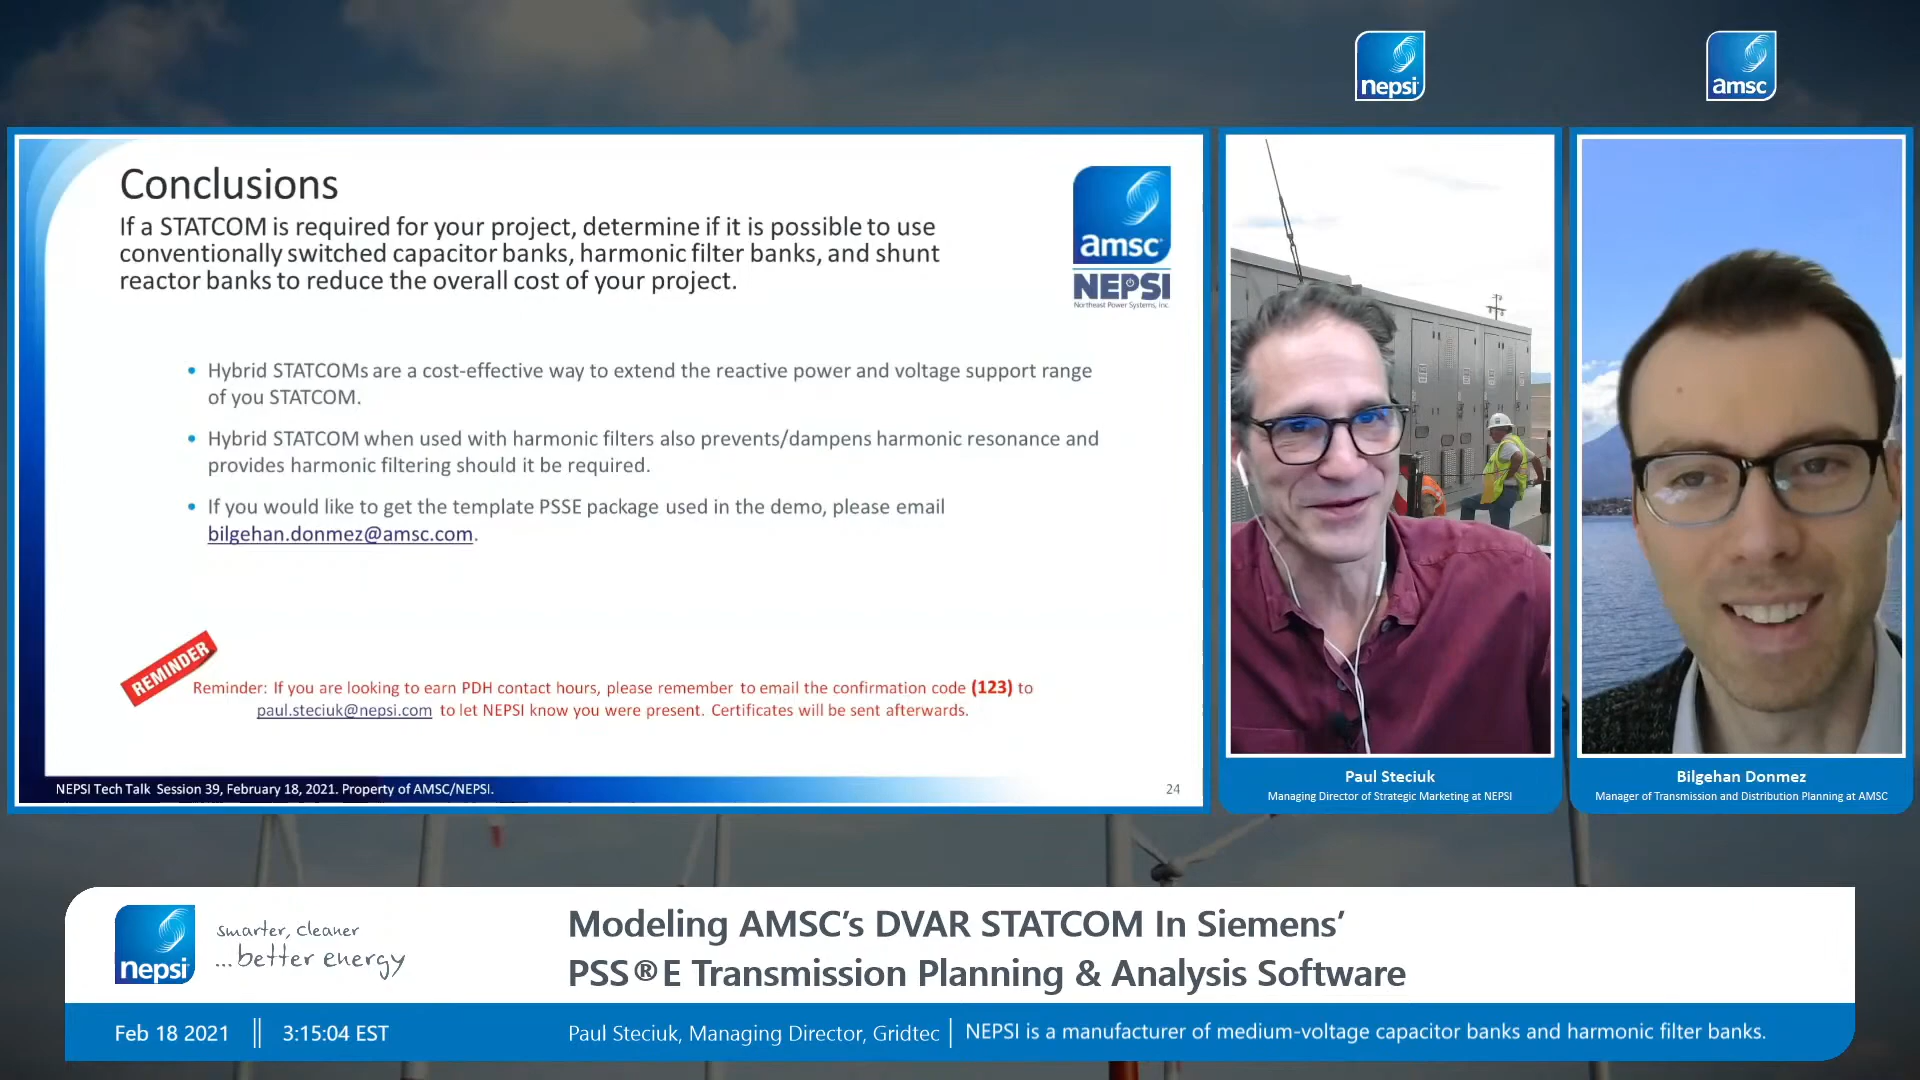 nepsi
amsc
Conclusions
If a STATCOM is required for your project, determine if it is possible to use
conventionally switched capacitor banks, harmonic filter banks, and shunt
reactor banks to reduce the overall cost of your project.
amsc
NEPSI
Northeast Power Systems, Inc.
• Hybrid STATCOMs are a cost-effective way to extend the reactive power and voltage support range
of you STATCOM.
• Hybrid STATCOM when used with harmonic filters also prevents/dampens harmonic resonance and
provides harmonic filtering should it be required.
• If you would like to get the template PSSE package used in the demo, please email
bilgehan.donmez@amsc.com.
REMINDER
Reminder: If you are looking to earn PDH contact hours, please remember to email the confirmation code (123) to
paul.steciuk@nepsi.com to let NEPSI know you were present. Certificates will be sent afterwards.
NEPSI Tech Talk Session 39, February 18, 2021. Property of AMSC/NEPSI.
24
Paul Steciuk
Managing Director of Strategic Marketing at NEPSI
Bilgehan Donmez
Manager of Transmission and Distribution Planning at AMSC
nepsi
smarter, cleaner
...better energy
Modeling AMSC’s DVAR STATCOM In Siemens’
PSS®E Transmission Planning & Analysis Software
Feb 18 2021 || 3:15:04 EST
Paul Steciuk, Managing Director, Gridtec | NEPSI is a manufacturer of medium-voltage capacitor banks and harmonic filter banks.